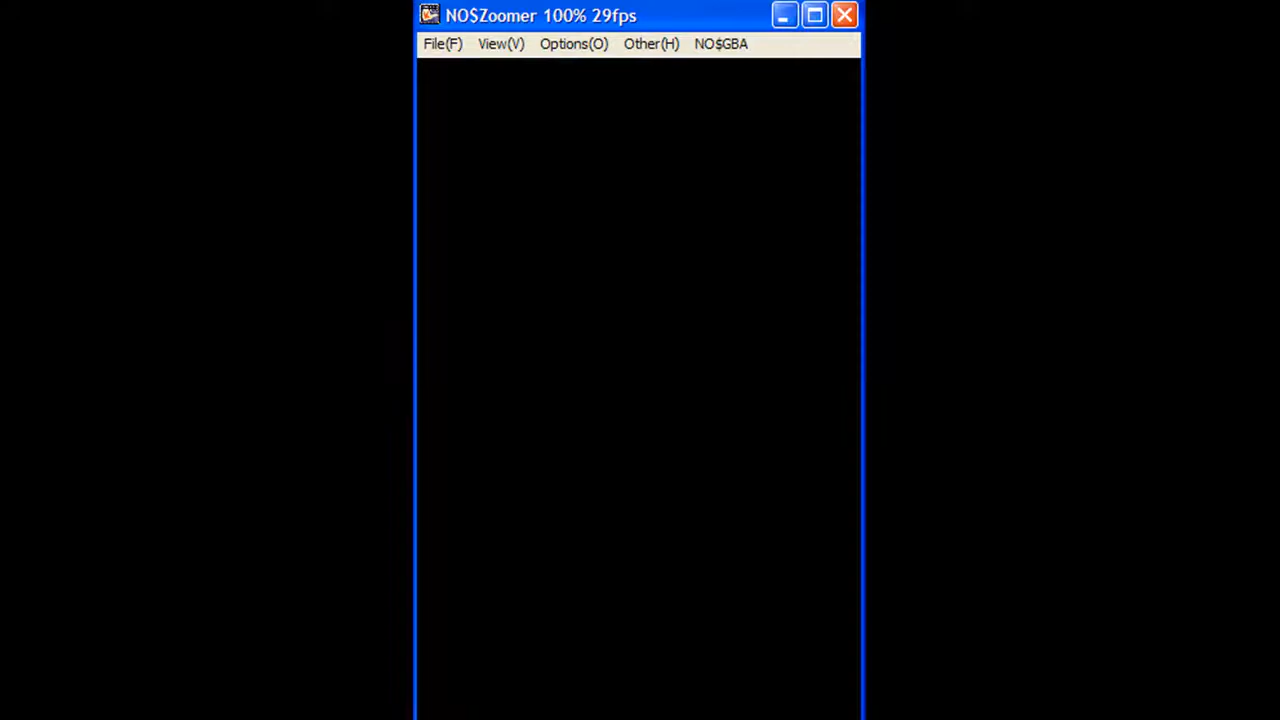 NO$Zoomer 100% 29fps
File(F) View(V) Options(O) Other(H) NO$GBA